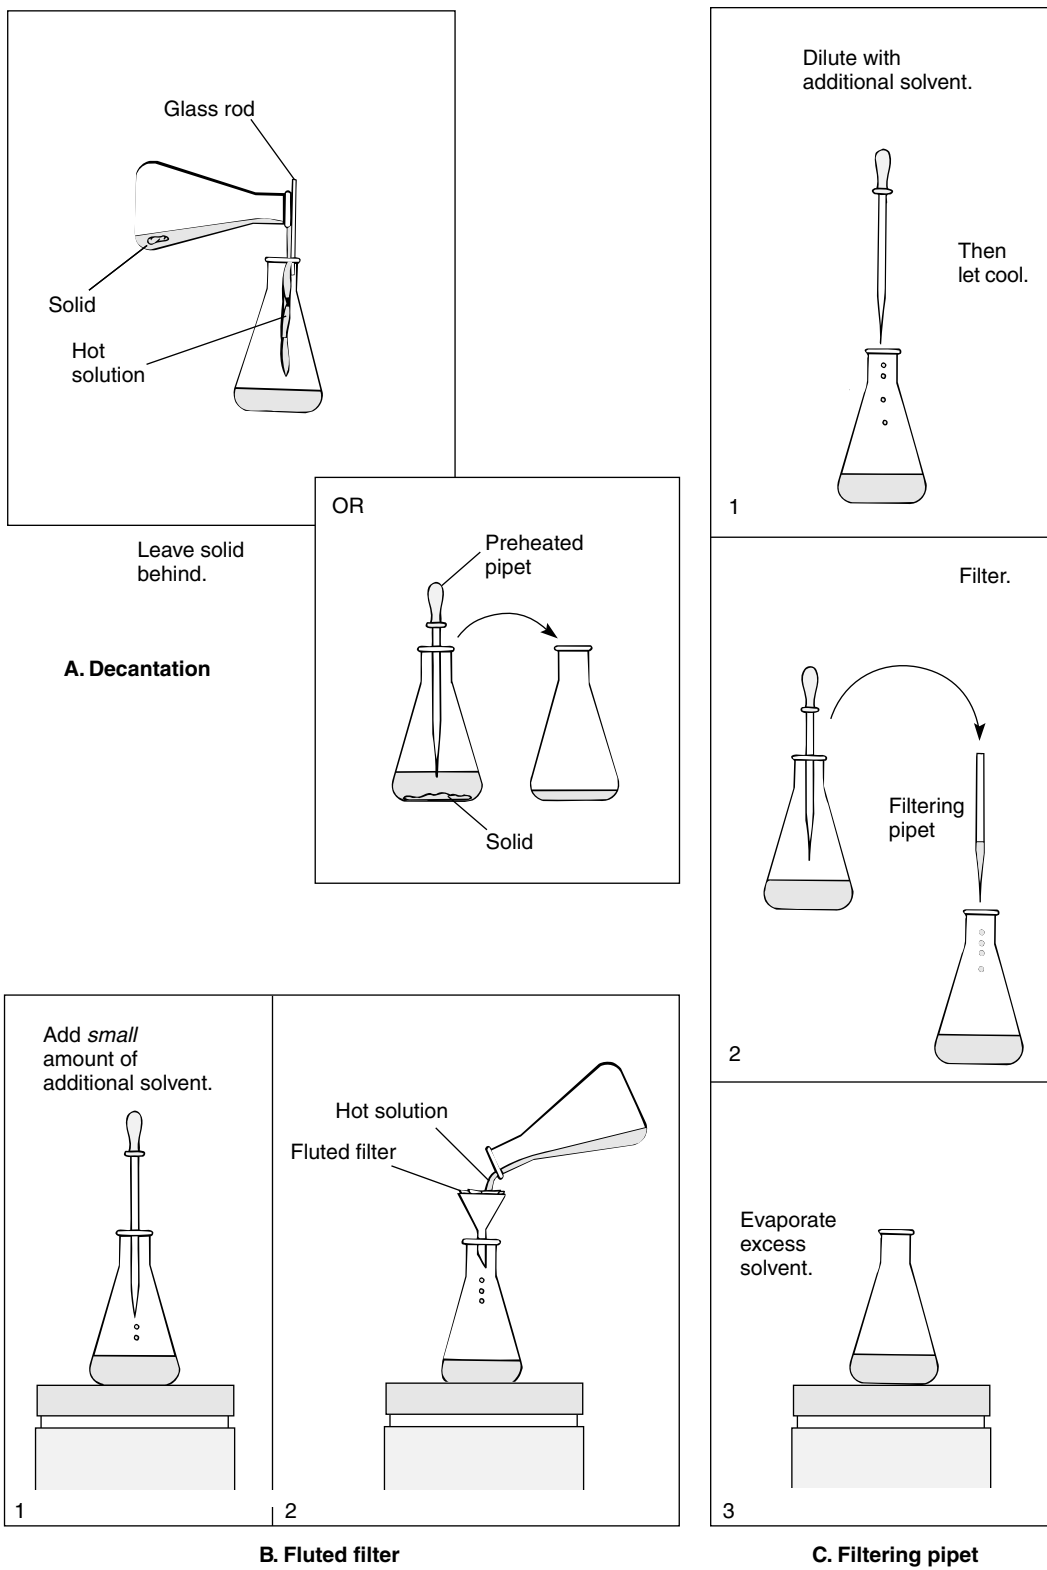 Glass rod
Solid
Hot
solution
Leave solid
behind.
OR
Preheated
pipet
Solid
A. Decantation
Add small
amount of
additional solvent.
1
Hot solution
Fluted filter
2
B. Fluted filter
Dilute with
additional solvent.
Then
let cool.
1
Filter.
Filtering
pipet
2
Evaporate
excess
solvent.
3
C. Filtering pipet